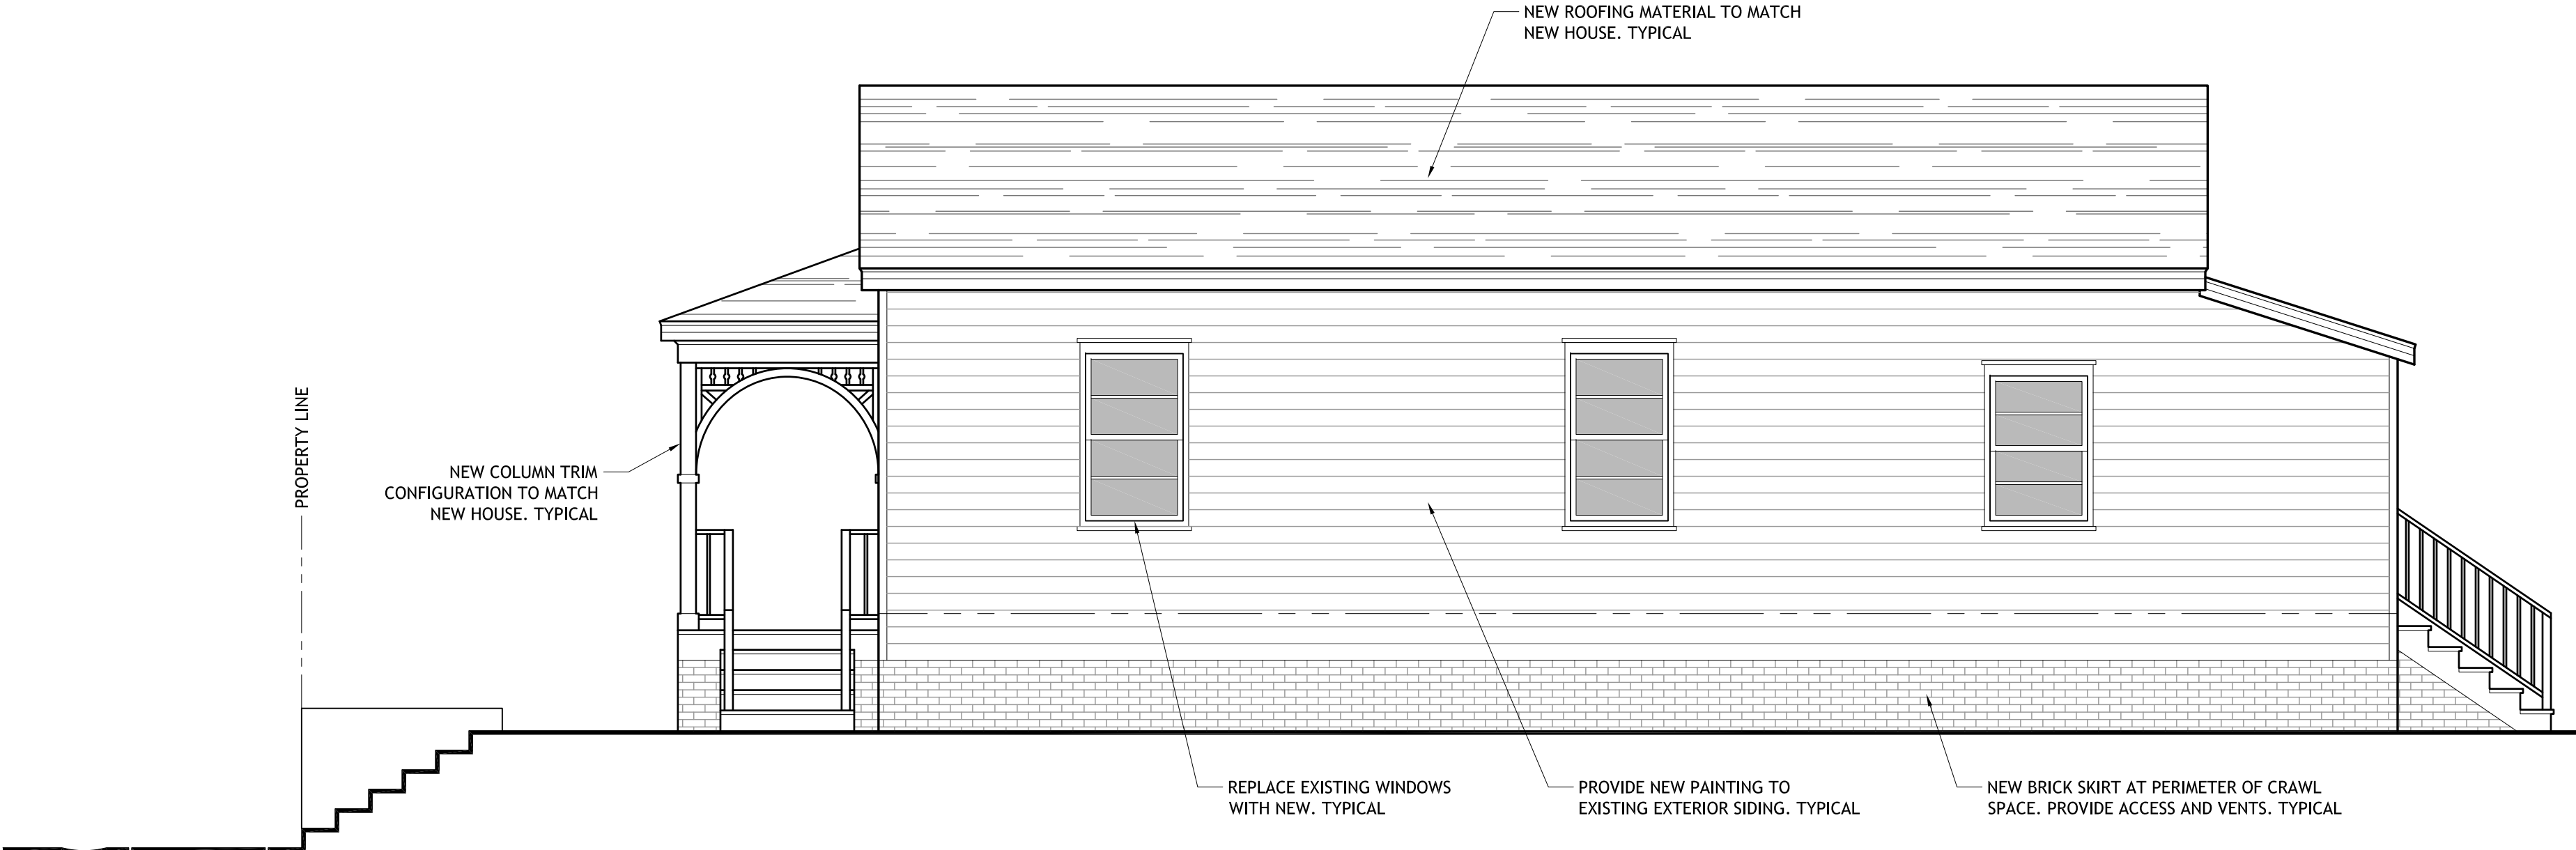 NEW ROOFING MATERIAL TO MATCH
NEW HOUSE. TYPICAL
PROPERTY LINE
NEW COLUMN TRIM
CONFIGURATION TO MATCH
NEW HOUSE. TYPICAL
REPLACE EXISTING WINDOWS
WITH NEW. TYPICAL
PROVIDE NEW PAINTING TO
EXISTING EXTERIOR SIDING. TYPICAL
NEW BRICK SKIRT AT PERIMETER OF CRAWL
SPACE. PROVIDE ACCESS AND VENTS. TYPICAL